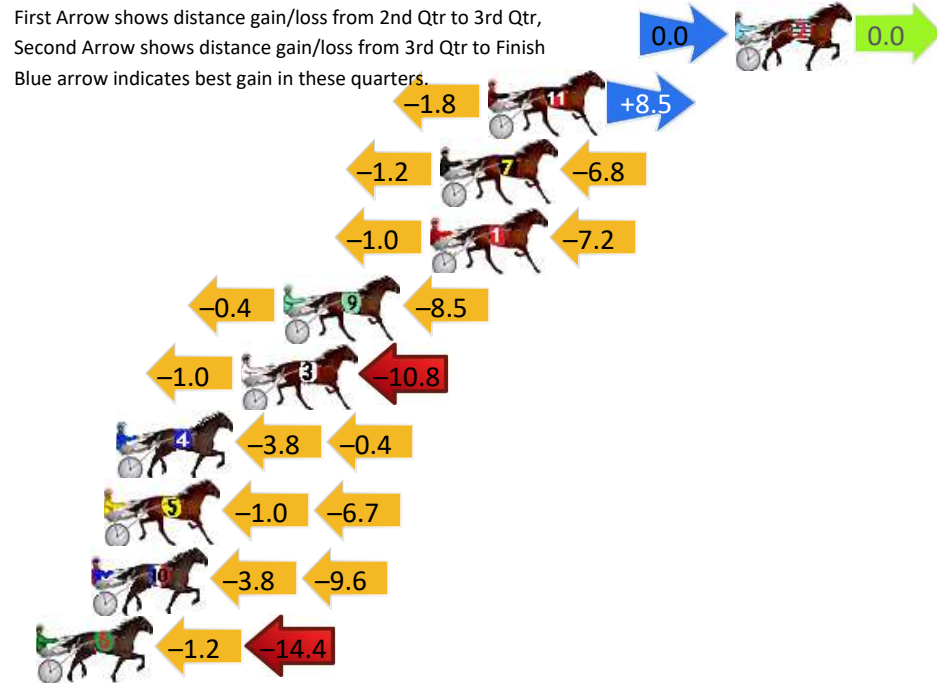 First Arrow shows distance gain/loss from 2nd Qtr to 3rd Qtr,
Second Arrow shows distance gain/loss from 3rd Qtr to Finish
Blue arrow indicates best gain in these quarters.
0.0 2 0.0
–1.8 11 +8.5
–1.2 7 –6.8
–1.0 1 –7.2
–0.4 9 –8.5
–1.0 3 –10.8
4 –3.8 –0.4
5 –1.0 –6.7
10 –3.8 –9.6
6 –1.2 –14.4